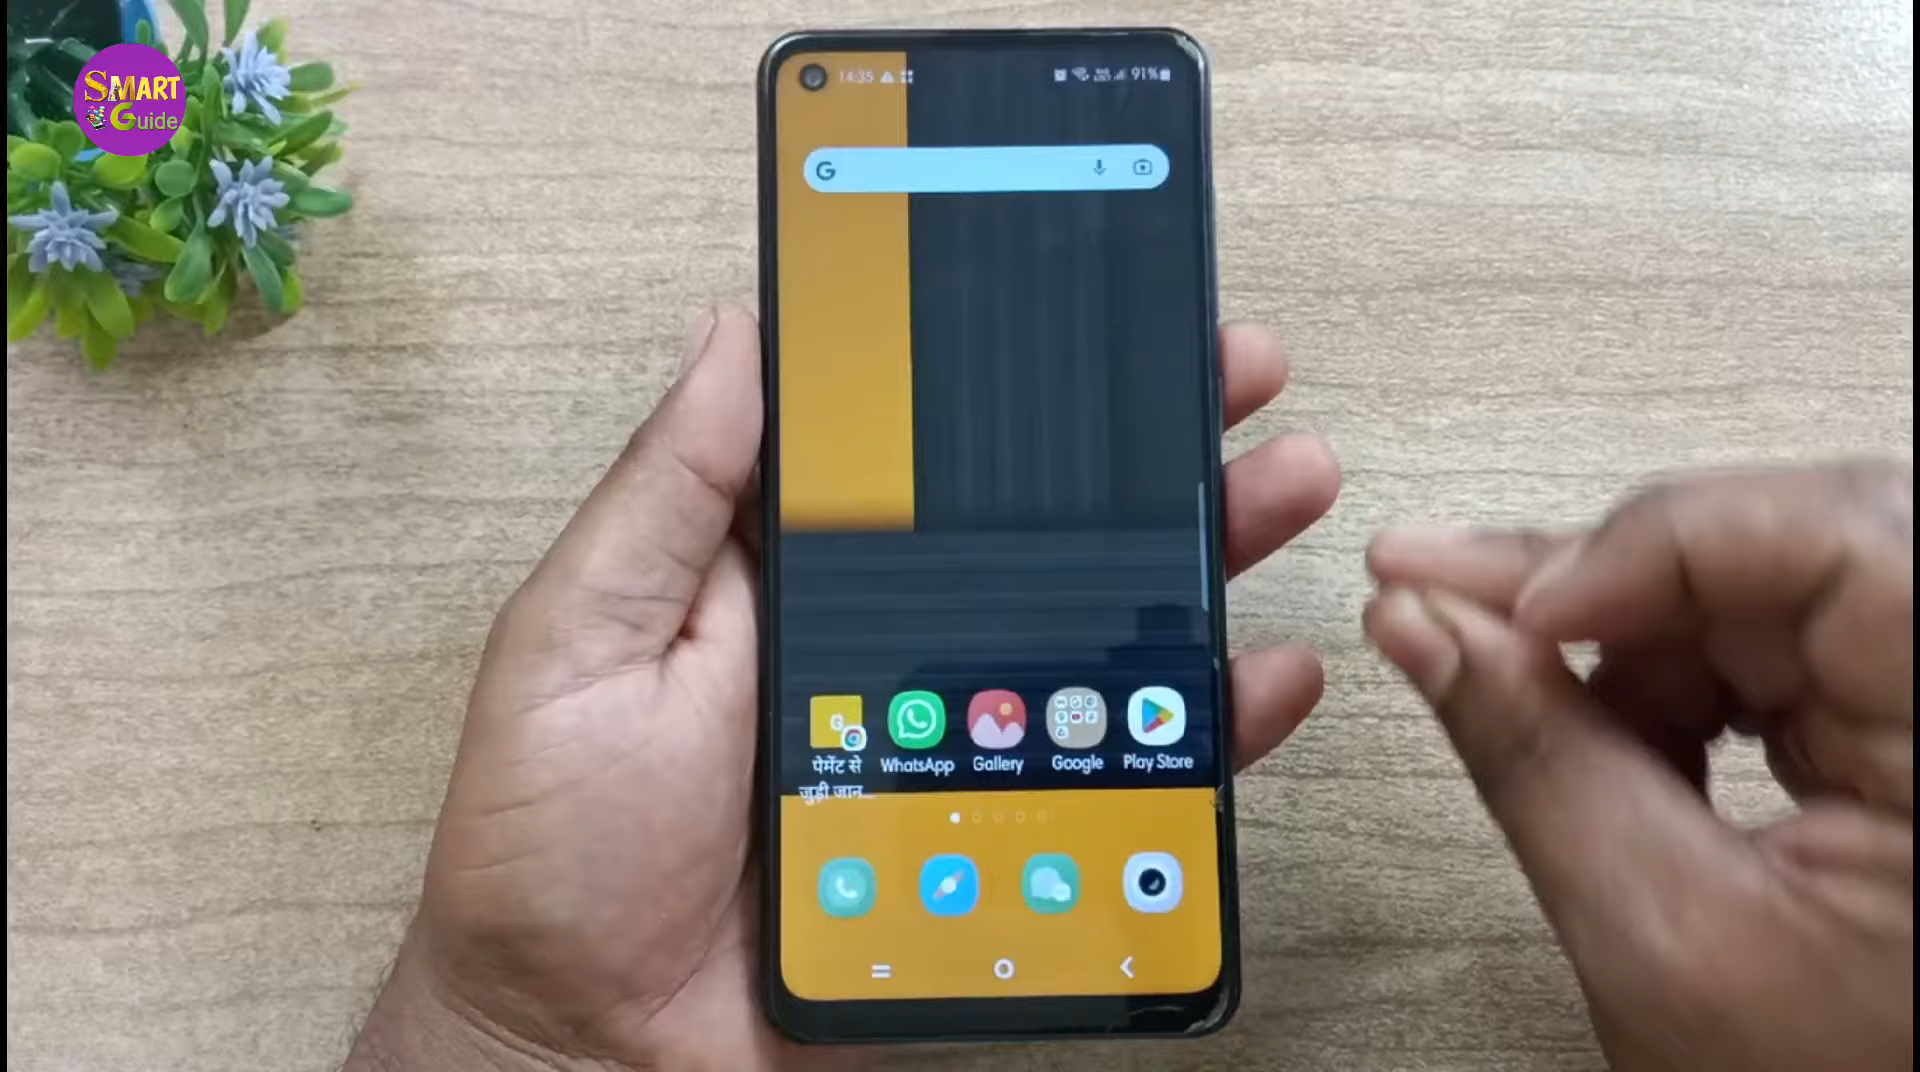 SMART
Guide
14:35
91%
G
G
पेमेंट से
जुड़ी जान...
WhatsApp
Gallery
Google
Play Store